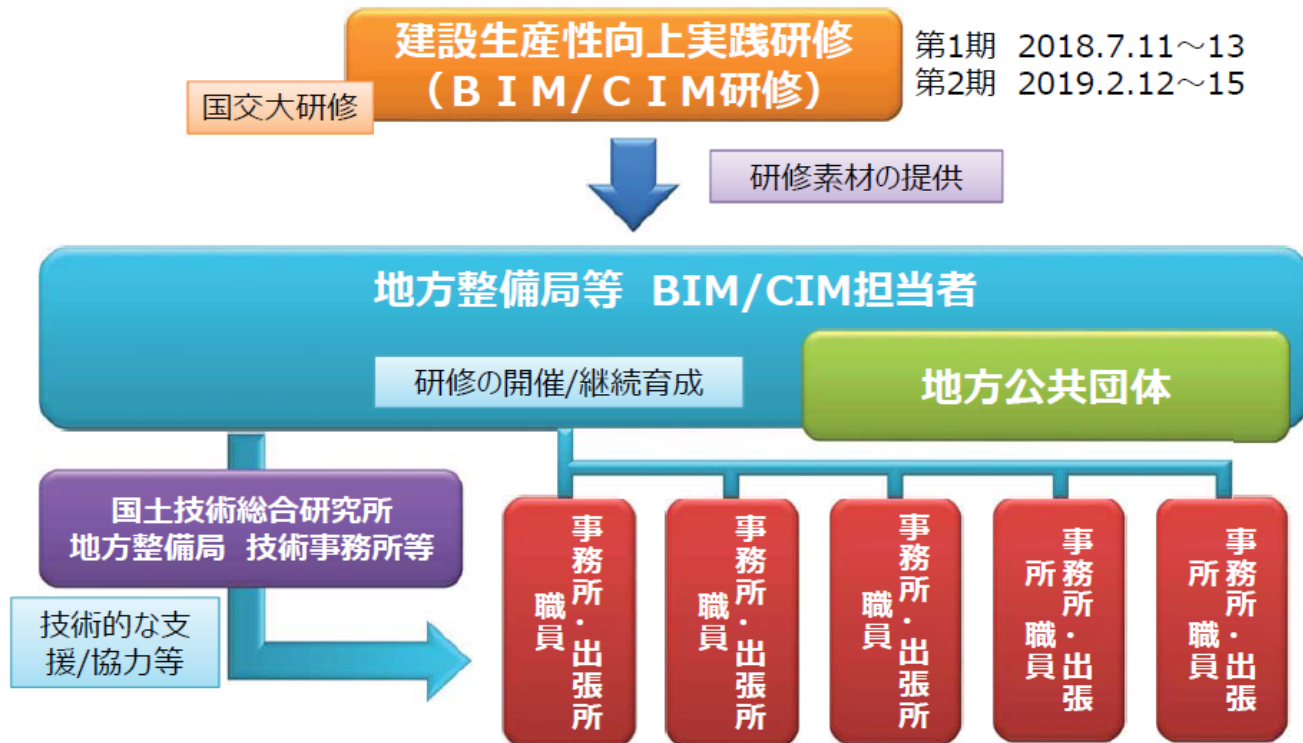 建設生産性向上実践研修
（ＢＩＭ/ＣＩＭ研修）
第1期 2018.7.11～13
第2期 2019.2.12～15
国交大研修
研修素材の提供
地方整備局等 BIM/CIM担当者
研修の開催/継続育成
地方公共団体
国土技術総合研究所
地方整備局 技術事務所等
技術的な支
援/協力等
事務所・出張所
職員
事務所・出張所
職員
事務所・出張所
職員
事務所・出張
所 職員
事務所・出張
所 職員